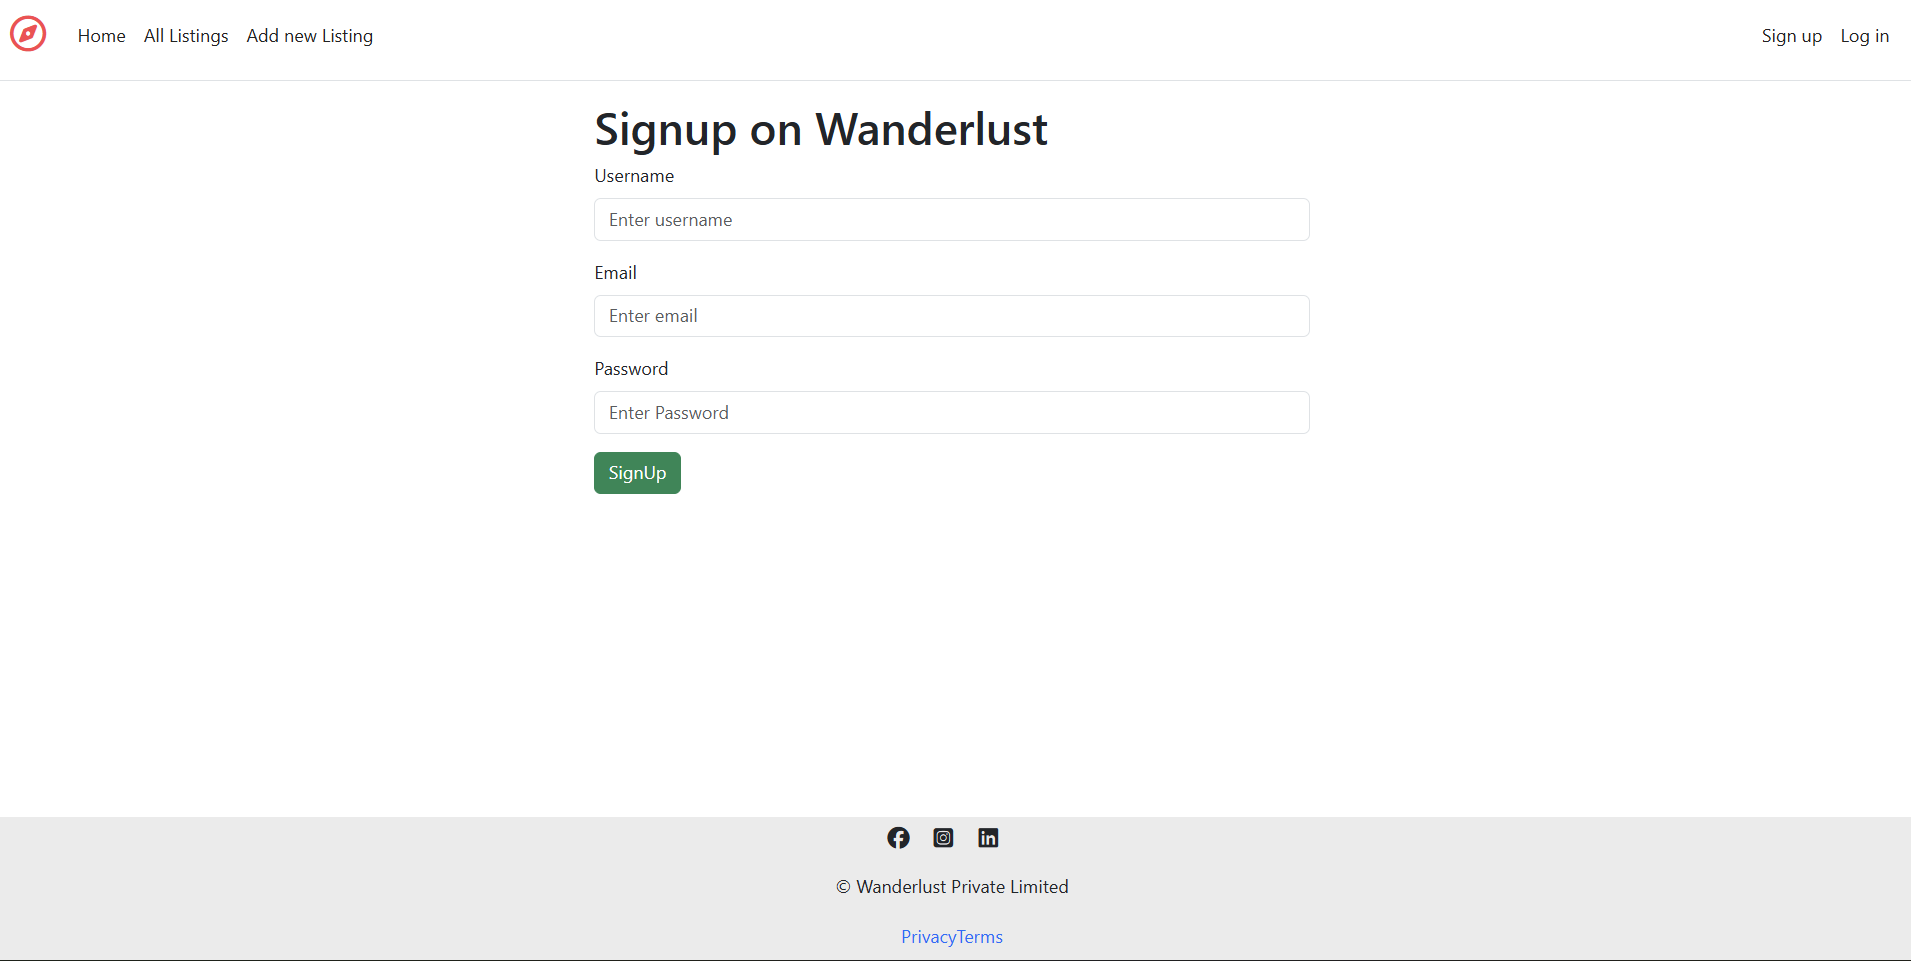 Home All Listings Add new Listing Sign up Log in
Signup on Wanderlust
Username
Enter username
Email
Enter email
Password
Enter Password
SignUp
© Wanderlust Private Limited
PrivacyTerms